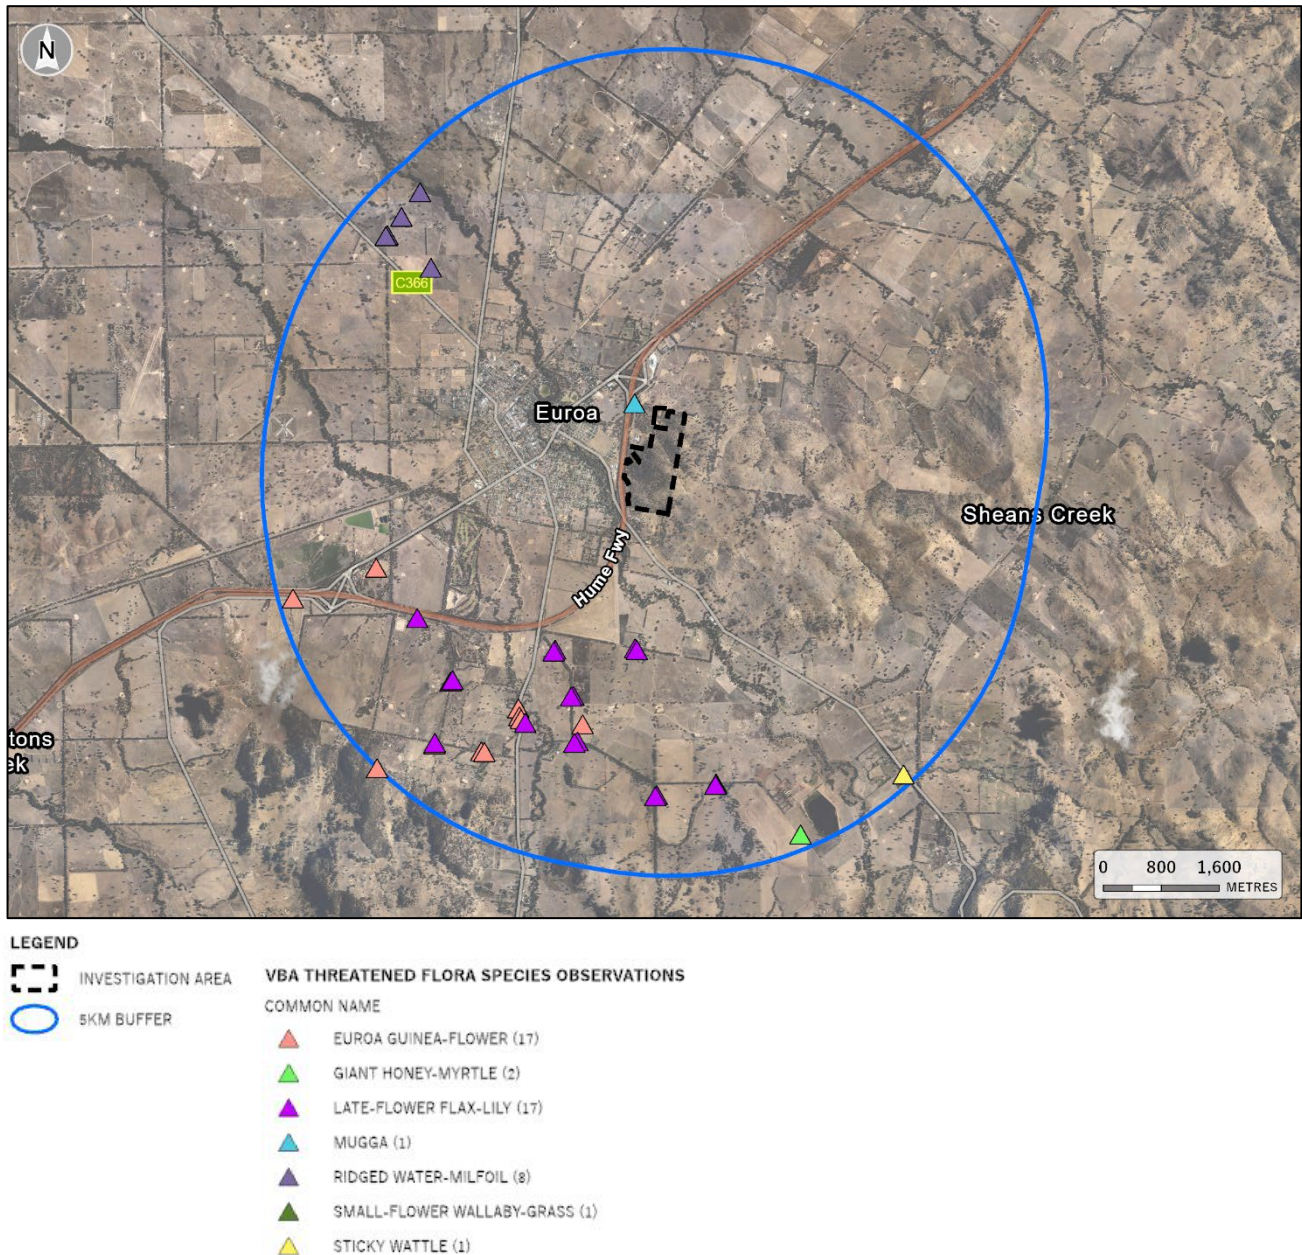 N
C366
Euroa
Sheans Creek
Hume Fwy
tons
ek
0 800 1,600
METRES
LEGEND
INVESTIGATION AREA
5KM BUFFER
VBA THREATENED FLORA SPECIES OBSERVATIONS
COMMON NAME
EUROA GUINEA-FLOWER (17)
GIANT HONEY-MYRTLE (2)
LATE-FLOWER FLAX-LILY (17)
MUGGA (1)
RIDGED WATER-MILFOIL (8)
SMALL-FLOWER WALLABY-GRASS (1)
STICKY WATTLE (1)